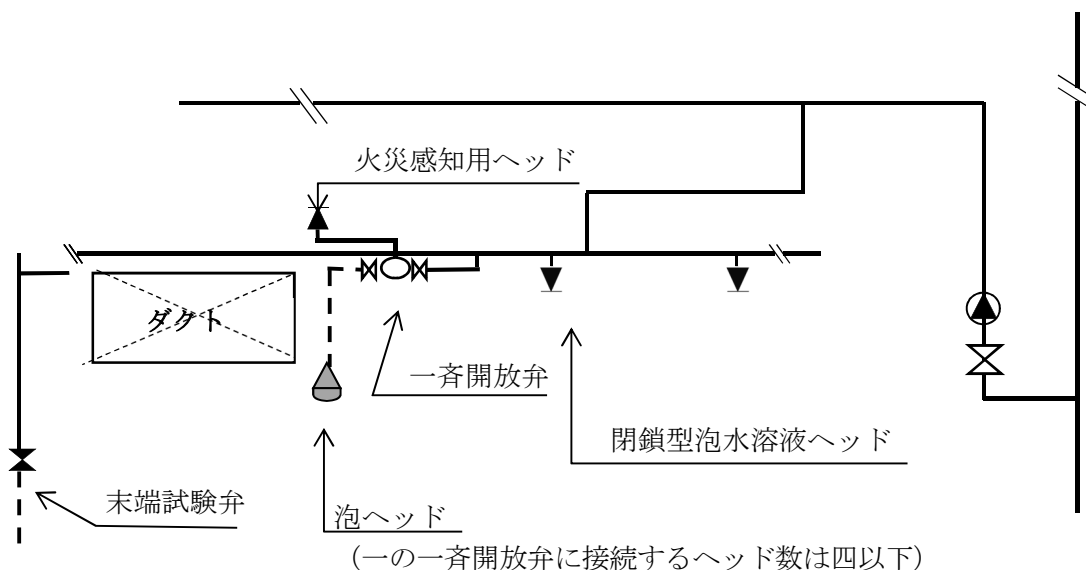 火災感知用ヘッド
ダクト
一斉開放弁
閉鎖型泡水溶液ヘッド
末端試験弁
泡ヘッド
（一の一斉開放弁に接続するヘッド数は四以下）